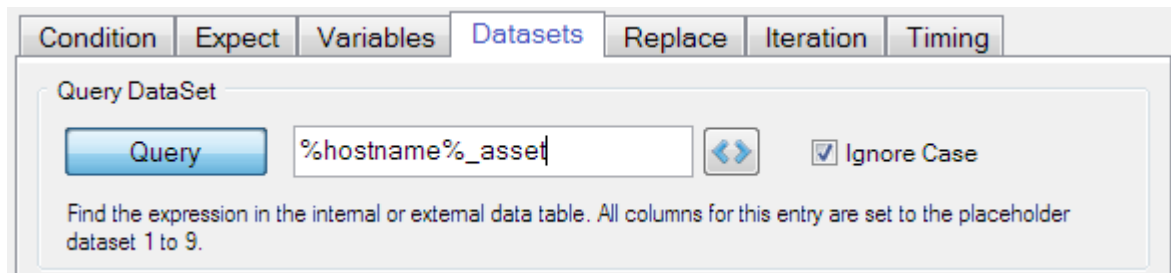 Condition Expect Variables Datasets Replace Iteration Timing
Query DataSet
Query %hostname%_asset Ignore Case
Find the expression in the internal or external data table. All columns for this entry are set to the placeholder
dataset 1 to 9.